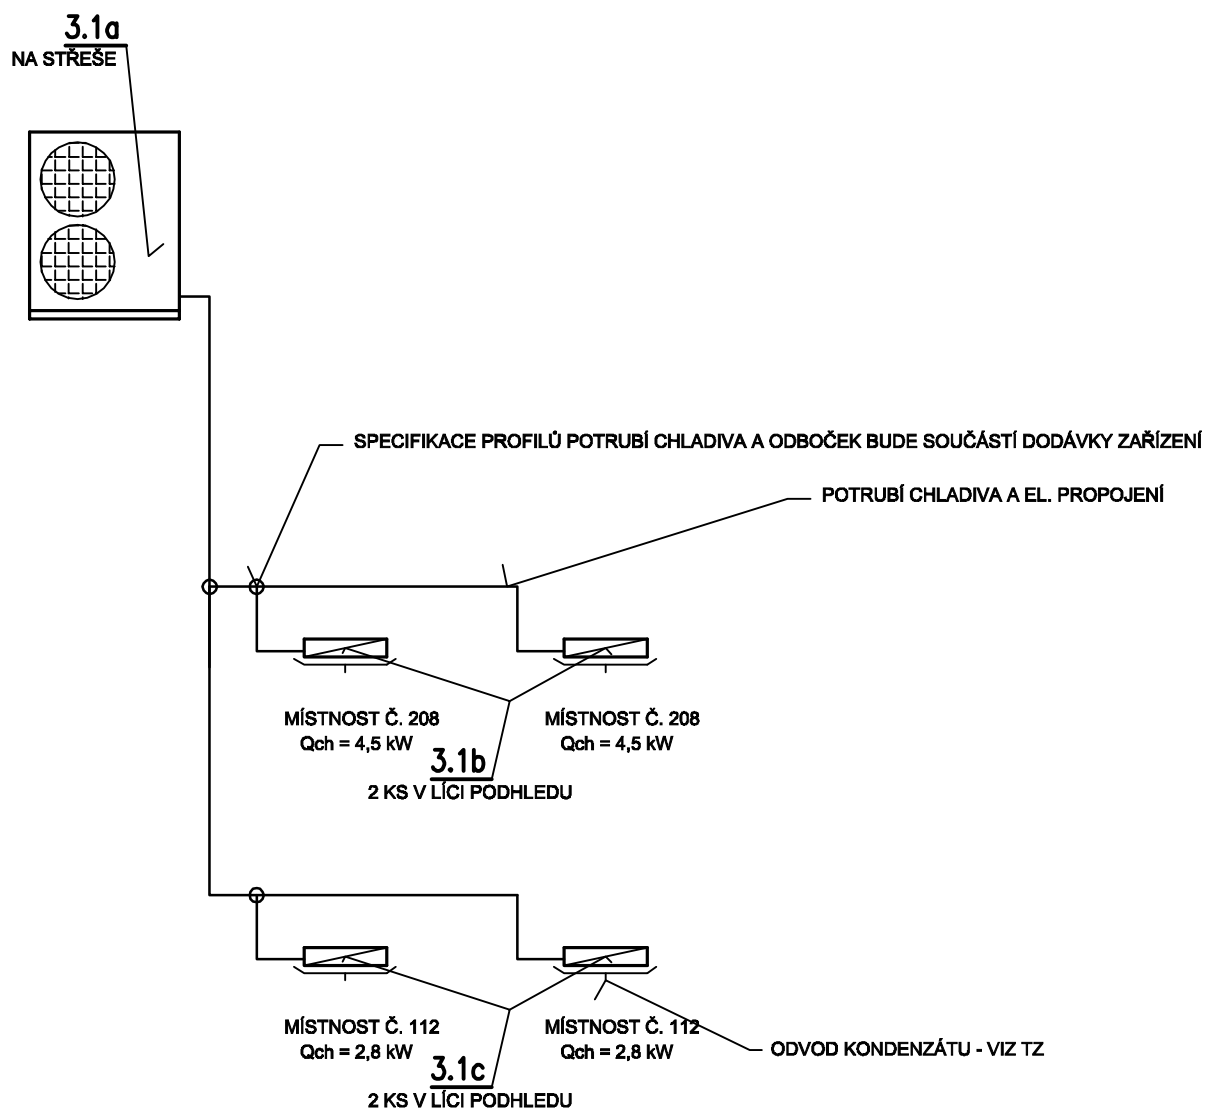 3.1a
NA STŘEŠE
SPECIFIKACE PROFILŮ POTRUBÍ CHLADIVA A ODBOČEK BUDE SOUČÁSTÍ DODÁVKY ZAŘÍZENÍ
POTRUBÍ CHLADIVA A EL. PROPOJENÍ
MÍSTNOST Č. 208
Qch = 4,5 kW
MÍSTNOST Č. 208
Qch = 4,5 kW
3.1b
2 KS V LÍCI PODHLEDU
MÍSTNOST Č. 112
Qch = 2,8 kW
MÍSTNOST Č. 112
Qch = 2,8 kW
ODVOD KONDENZÁTU - VIZ TZ
3.1c
2 KS V LÍCI PODHLEDU